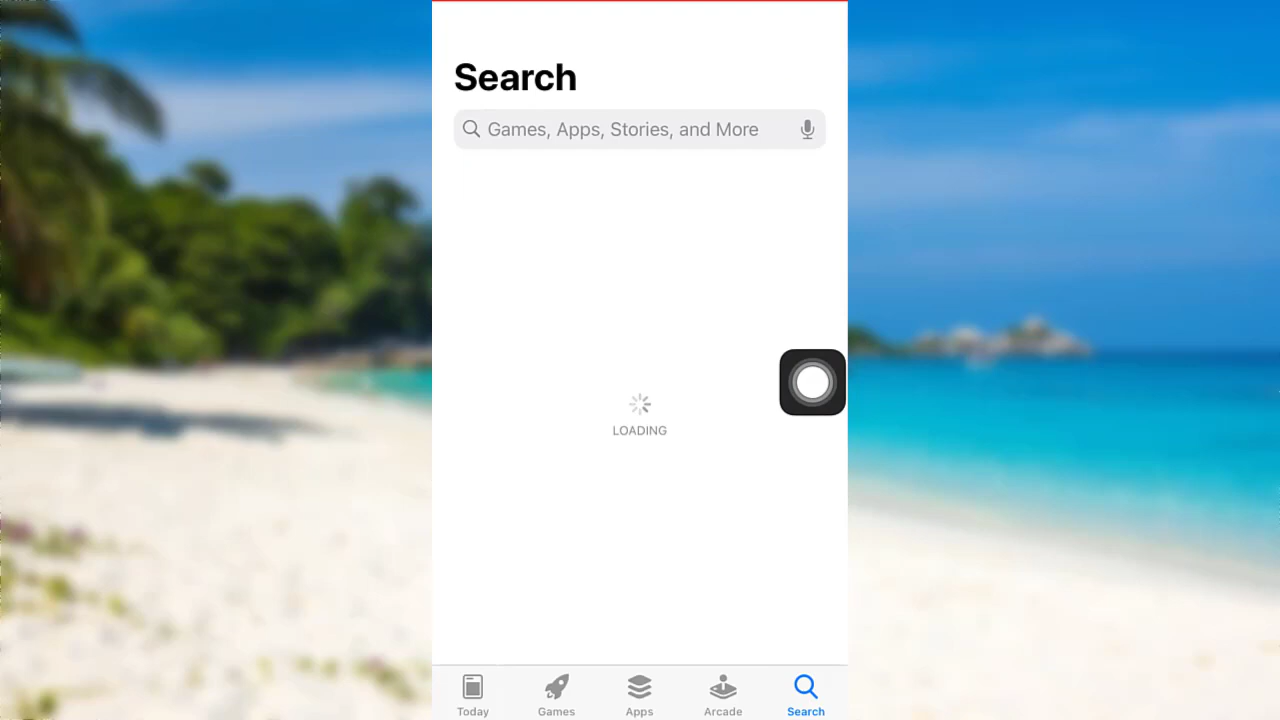 Search
Games, Apps, Stories, and More
LOADING
Today Games Apps Arcade Search